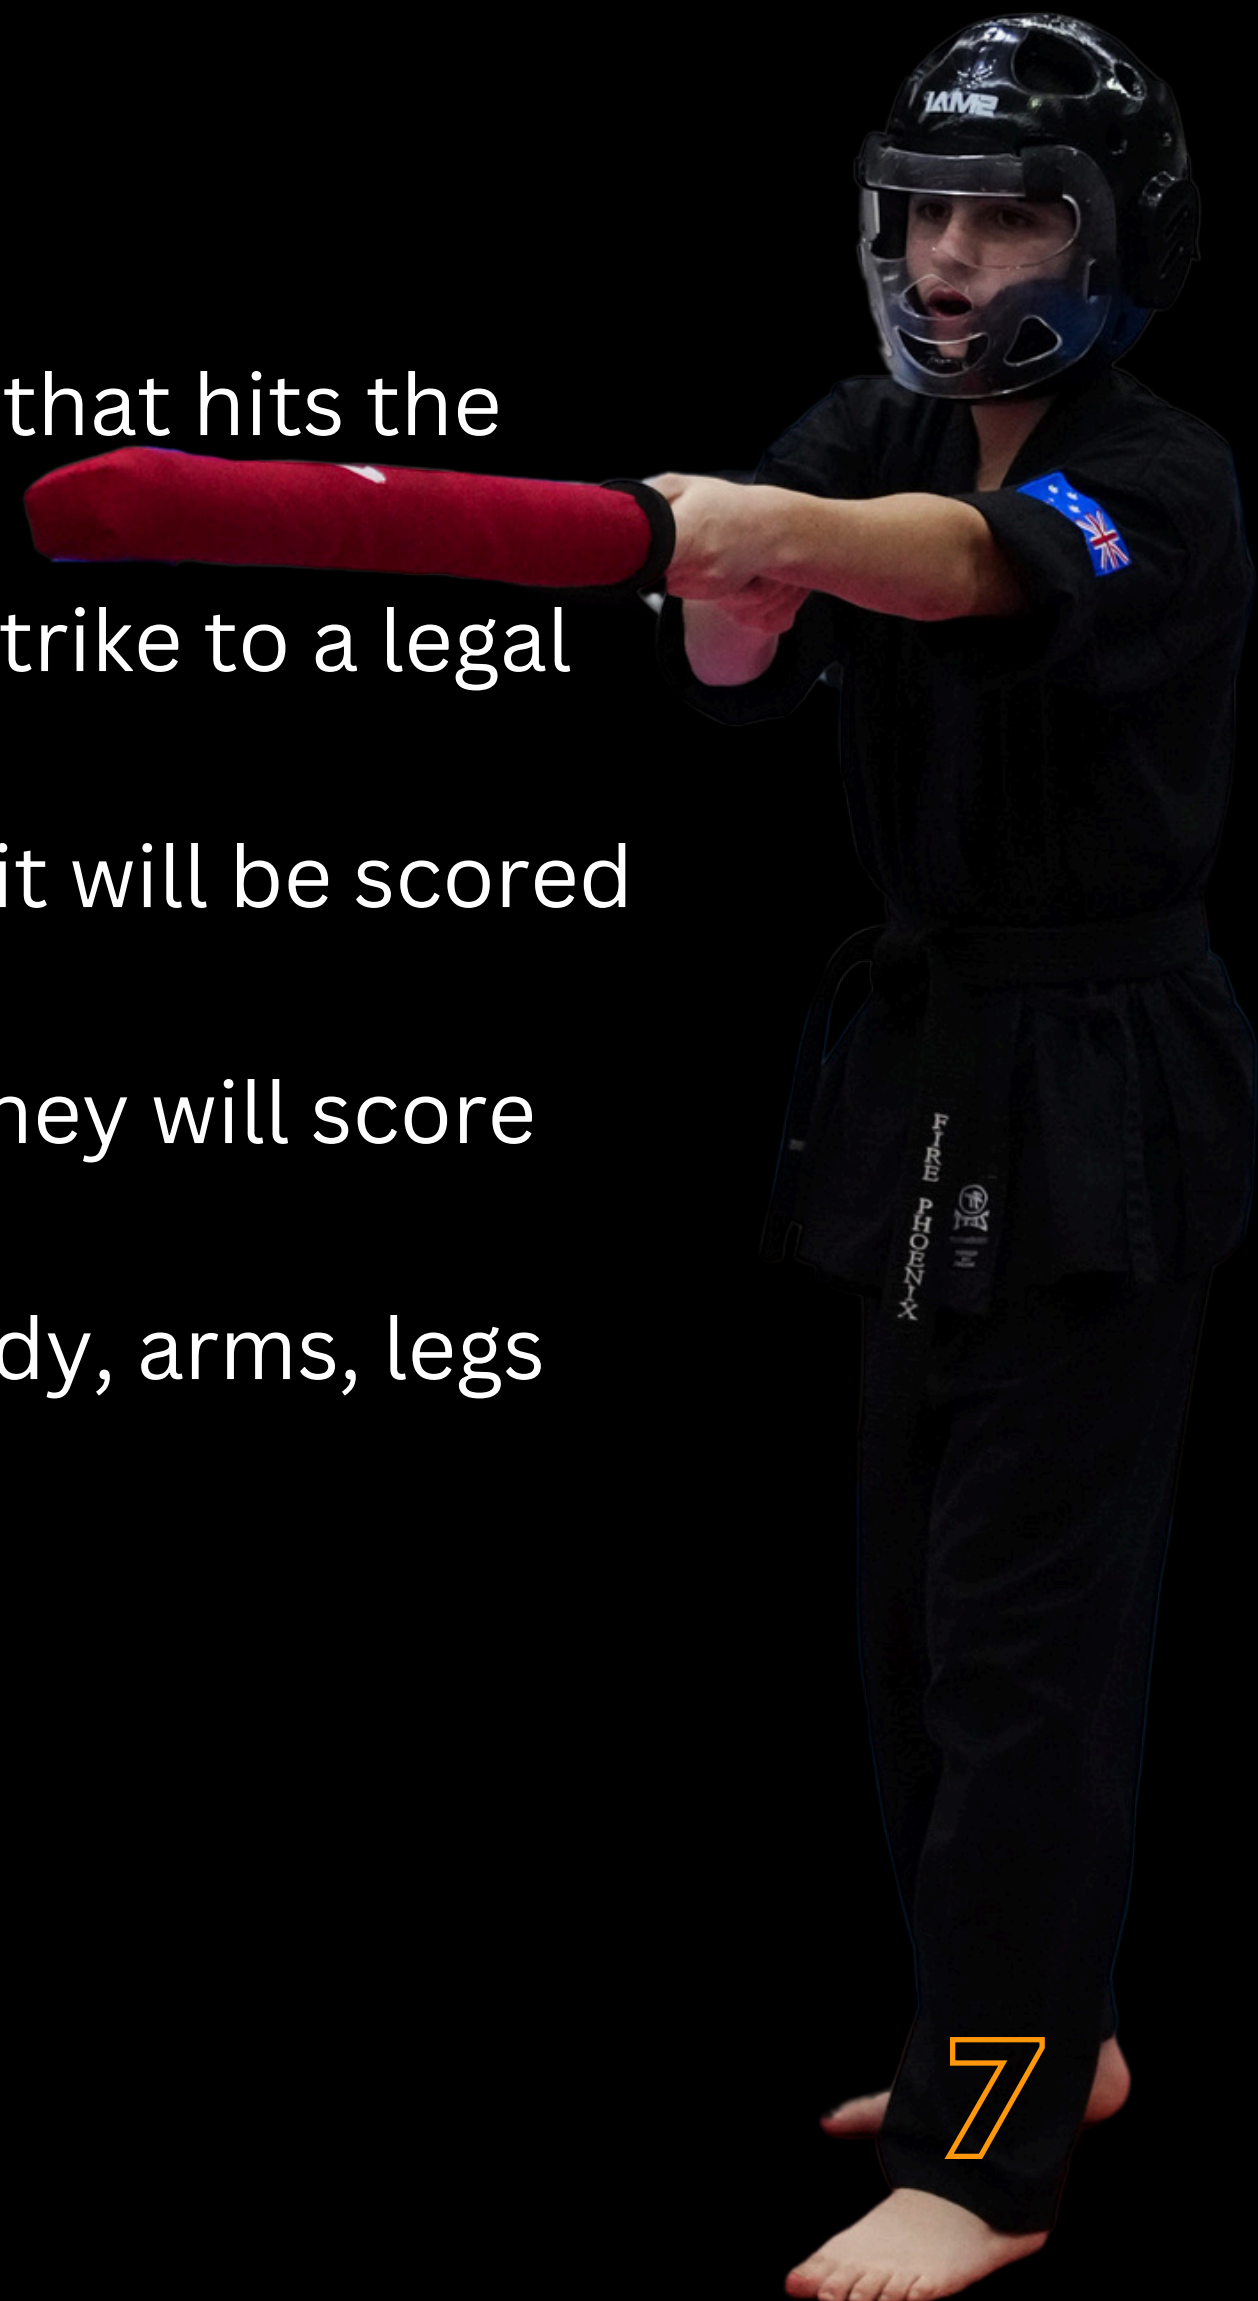 SMAI
that hits the
trike to a legal
it will be scored
hey will score
FIRE PHOENIX
dy, arms, legs
7